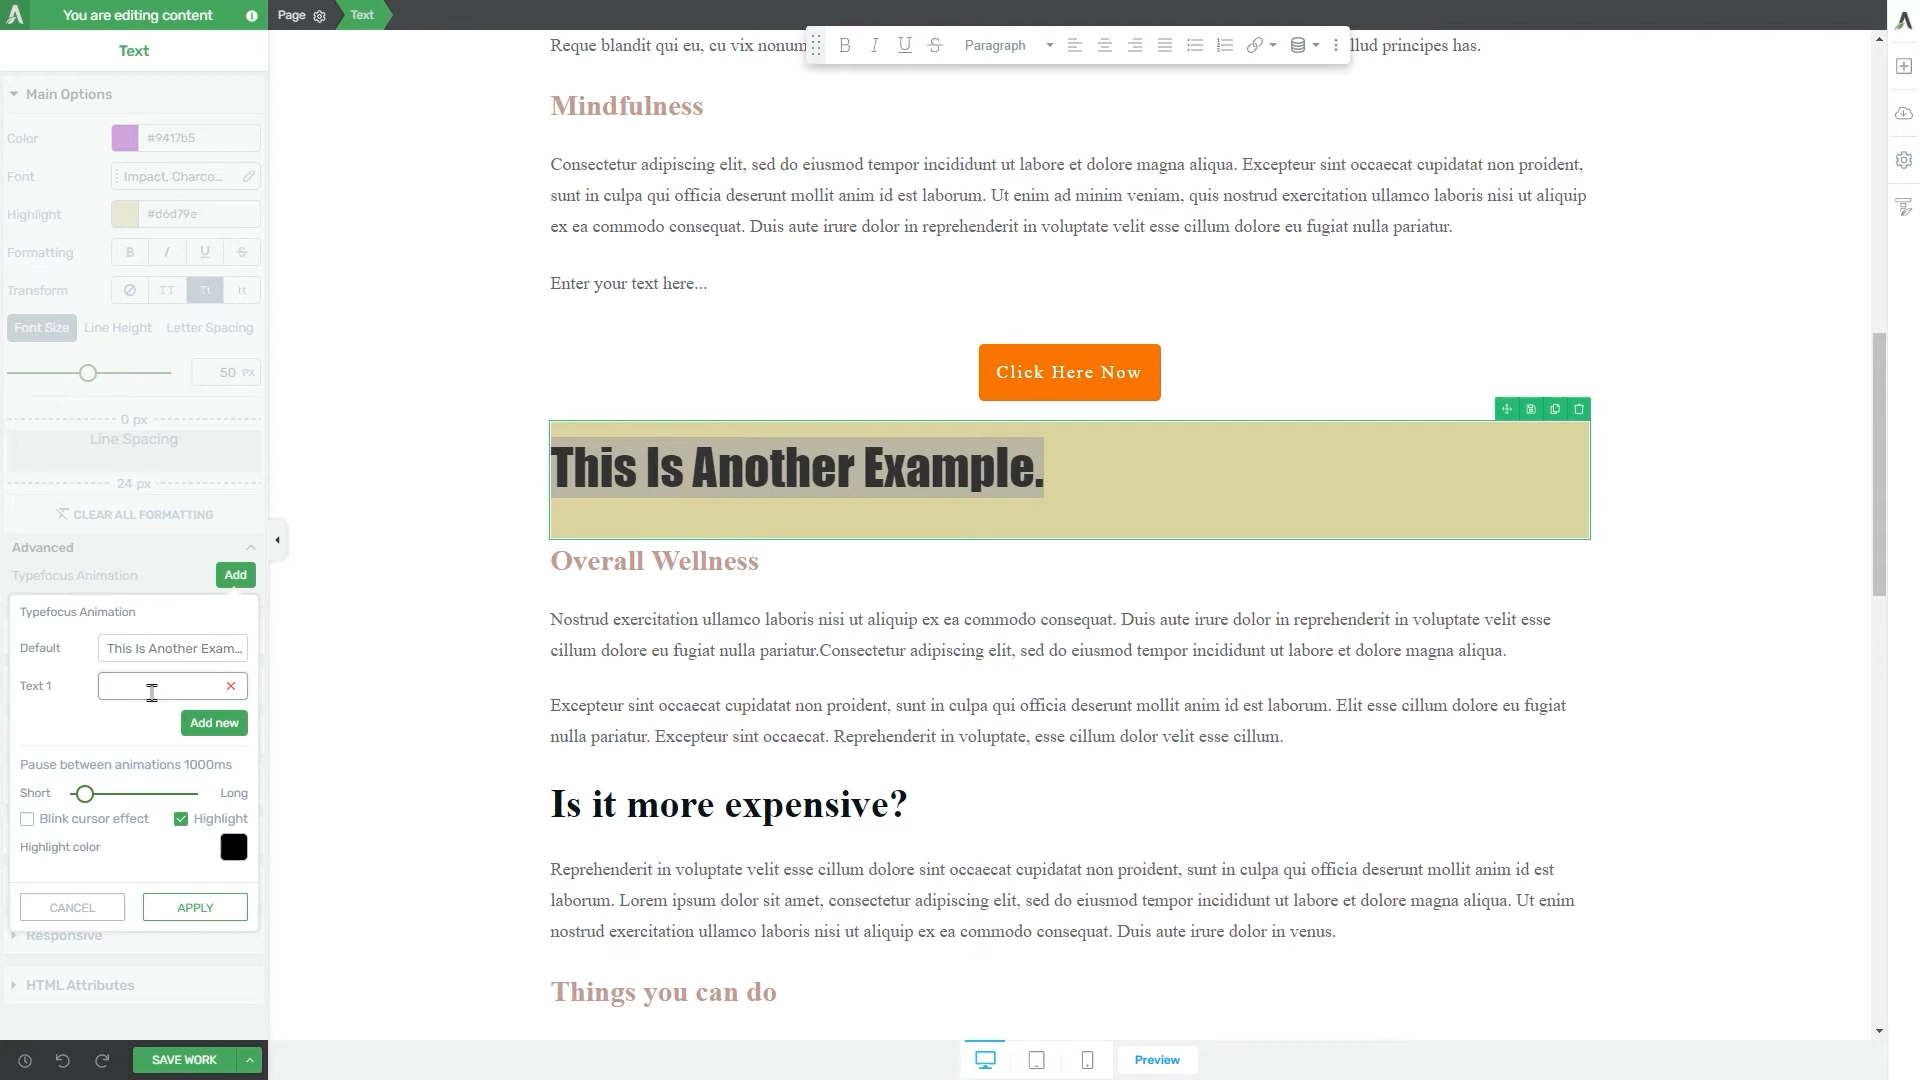 You are editing content
Page
Text
Text
Main Options
Color
#9417b5
Font
Impact, Charco...
Highlight
#d6d79e
Formatting
B I U S
Transform
TT Tt tt
Font Size Line Height Letter Spacing
50 PX
0 px
Line Spacing
24 px
CLEAR ALL FORMATTING
Advanced
Typefocus Animation
Add
Typefocus Animation
Default
This Is Another Exam...
Text 1
Add new
Pause between animations 1000ms
Short
Long
Blink cursor effect
Highlight
Highlight color
CANCEL
APPLY
Responsive
HTML Attributes
SAVE WORK
B I U S Paragraph
Reque blandit qui eu, cu vix nonum
llud principes has.
Mindfulness
Consectetur adipiscing elit, sed do eiusmod tempor incididunt ut labore et dolore magna aliqua. Excepteur sint occaecat cupidatat non proident,
sunt in culpa qui officia deserunt mollit anim id est laborum. Ut enim ad minim veniam, quis nostrud exercitation ullamco laboris nisi ut aliquip
ex ea commodo consequat. Duis aute irure dolor in reprehenderit in voluptate velit esse cillum dolore eu fugiat nulla pariatur.
Enter your text here...
Click Here Now
This Is Another Example.
Overall Wellness
Nostrud exercitation ullamco laboris nisi ut aliquip ex ea commodo consequat. Duis aute irure dolor in reprehenderit in voluptate velit esse
cillum dolore eu fugiat nulla pariatur.Consectetur adipiscing elit, sed do eiusmod tempor incididunt ut labore et dolore magna aliqua.
Excepteur sint occaecat cupidatat non proident, sunt in culpa qui officia deserunt mollit anim id est laborum. Elit esse cillum dolore eu fugiat
nulla pariatur. Excepteur sint occaecat. Reprehenderit in voluptate, esse cillum dolor velit esse cillum.
Is it more expensive?
Reprehenderit in voluptate velit esse cillum dolore sint occaecat cupidatat non proident, sunt in culpa qui officia deserunt mollit anim id est
laborum. Lorem ipsum dolor sit amet, consectetur adipiscing elit, sed do eiusmod tempor incididunt ut labore et dolore magna aliqua. Ut enim
nostrud exercitation ullamco laboris nisi ut aliquip ex ea commodo consequat. Duis aute irure dolor in venus.
Things you can do
Preview